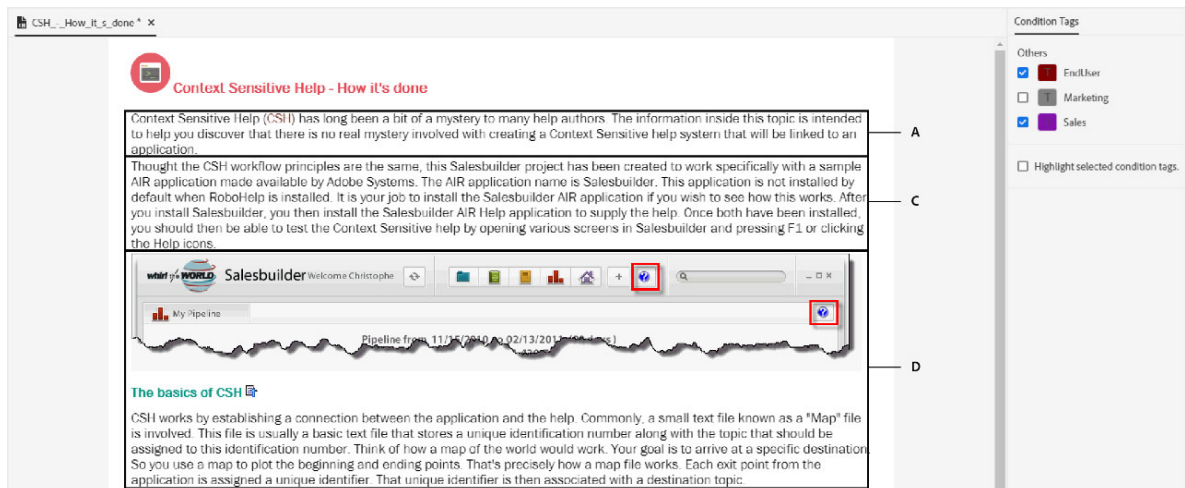 CSH_-_How_it_s_done * ×
Condition Tags
Others
T EndUser
T Marketing
Sales
Highlight selected condition tags.
Context Sensitive Help - How it's done
Context Sensitive Help (CSH) has long been a bit of a mystery to many help authors. The information inside this topic is intended
to help you discover that there is no real mystery involved with creating a Context Sensitive help system that will be linked to an
application.
A
Thought the CSH workflow principles are the same, this Salesbuilder project has been created to work specifically with a sample
AIR application made available by Adobe Systems. The AIR application name is Salesbuilder. This application is not installed by
default when RoboHelp is installed. It is your job to install the Salesbuilder AIR application if you wish to see how this works. After
you install Salesbuilder, you then install the Salesbuilder AIR Help application to supply the help. Once both have been installed,
you should then be able to test the Context Sensitive help by opening various screens in Salesbuilder and pressing F1 or clicking
the Help icons.
C
whirl y's WORLD Salesbuilder Welcome Christophe
My Pipeline
Pipeline from 11/15/2010 to 02/13/2011
D
The basics of CSH
CSH works by establishing a connection between the application and the help. Commonly, a small text file known as a "Map" file
is involved. This file is usually a basic text file that stores a unique identification number along with the topic that should be
assigned to this identification number. Think of how a map of the world would work. Your goal is to arrive at a specific destination.
So you use a map to plot the beginning and ending points. That's precisely how a map file works. Each exit point from the
application is assigned a unique identifier. That unique identifier is then associated with a destination topic.